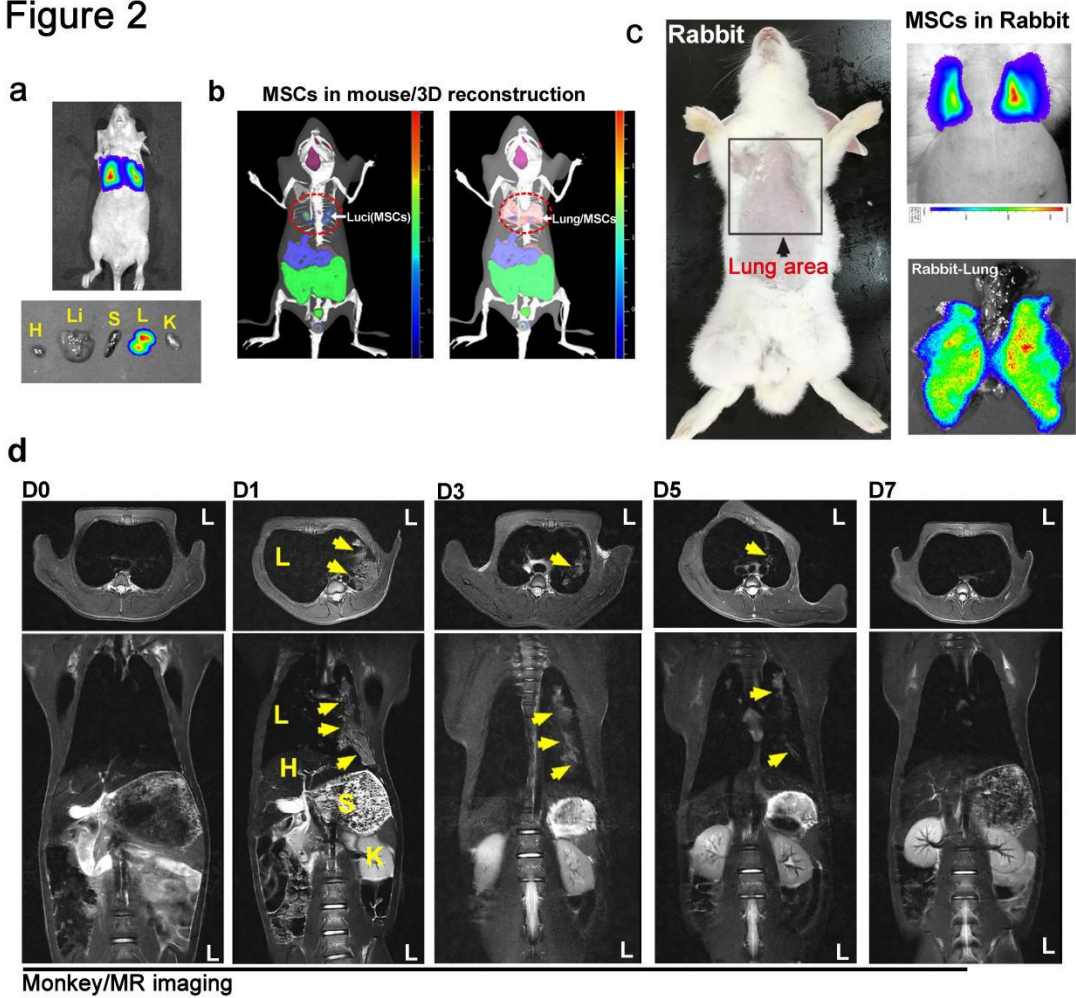 Figure 2
a
H Li S L K
b
MSCs in mouse/3D reconstruction
Luci(MSCs)
Lung/MSCs
c
Rabbit
Lung area
MSCs in Rabbit
Rabbit-Lung
d
D0 D1 D3 D5 D7
L L L L L
L
L
H
S
K
L L L L L
Monkey/MR imaging